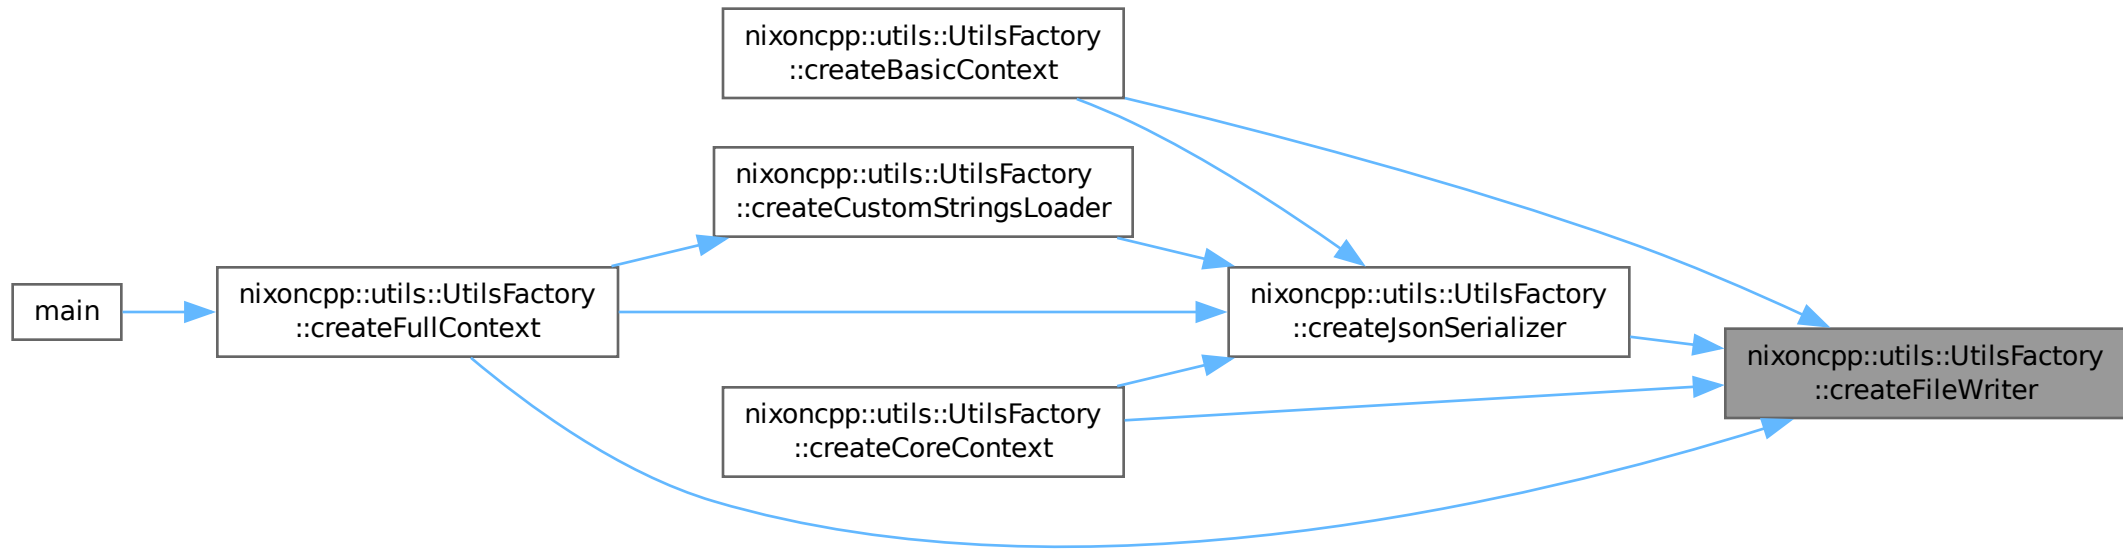 nixoncpp::utils::UtilsFactory
::createBasicContext
nixoncpp::utils::UtilsFactory
::createCustomStringsLoader
main
nixoncpp::utils::UtilsFactory
::createFullContext
nixoncpp::utils::UtilsFactory
::createJsonSerializer
nixoncpp::utils::UtilsFactory
::createFileWriter
nixoncpp::utils::UtilsFactory
::createCoreContext